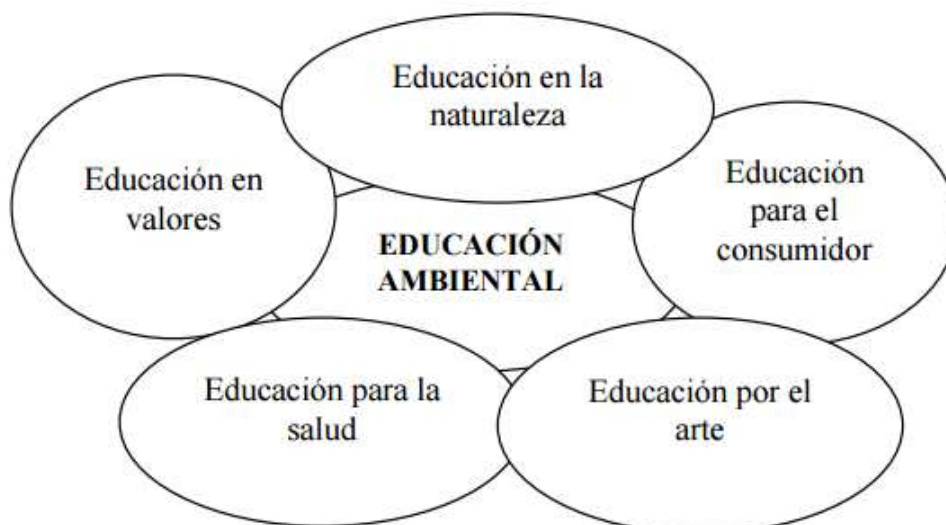 Educación en la
naturaleza
Educación en
valores
Educación
para el
consumidor
EDUCACIÓN
AMBIENTAL
Educación para la
salud
Educación por el
arte